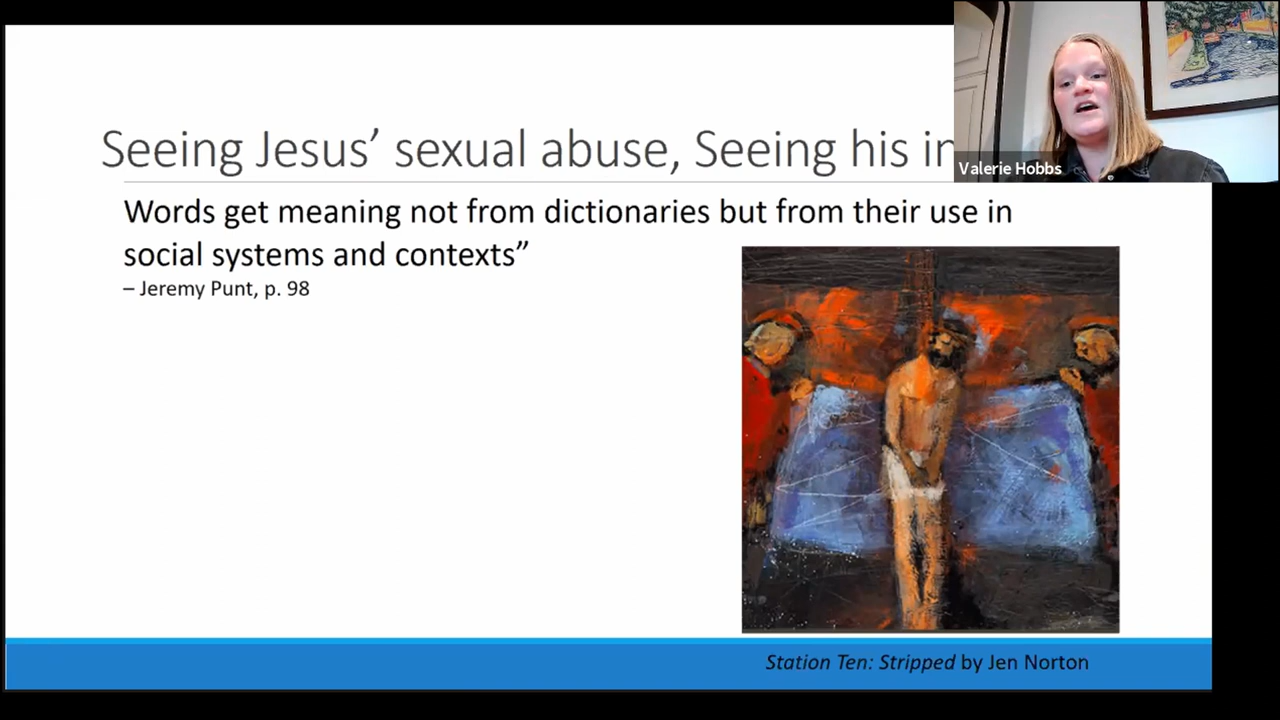 Seeing Jesus’ sexual abuse, Seeing his
Valerie Hobbs
Words get meaning not from dictionaries but from their use in
social systems and contexts”
– Jeremy Punt, p. 98
Station Ten: Stripped by Jen Norton